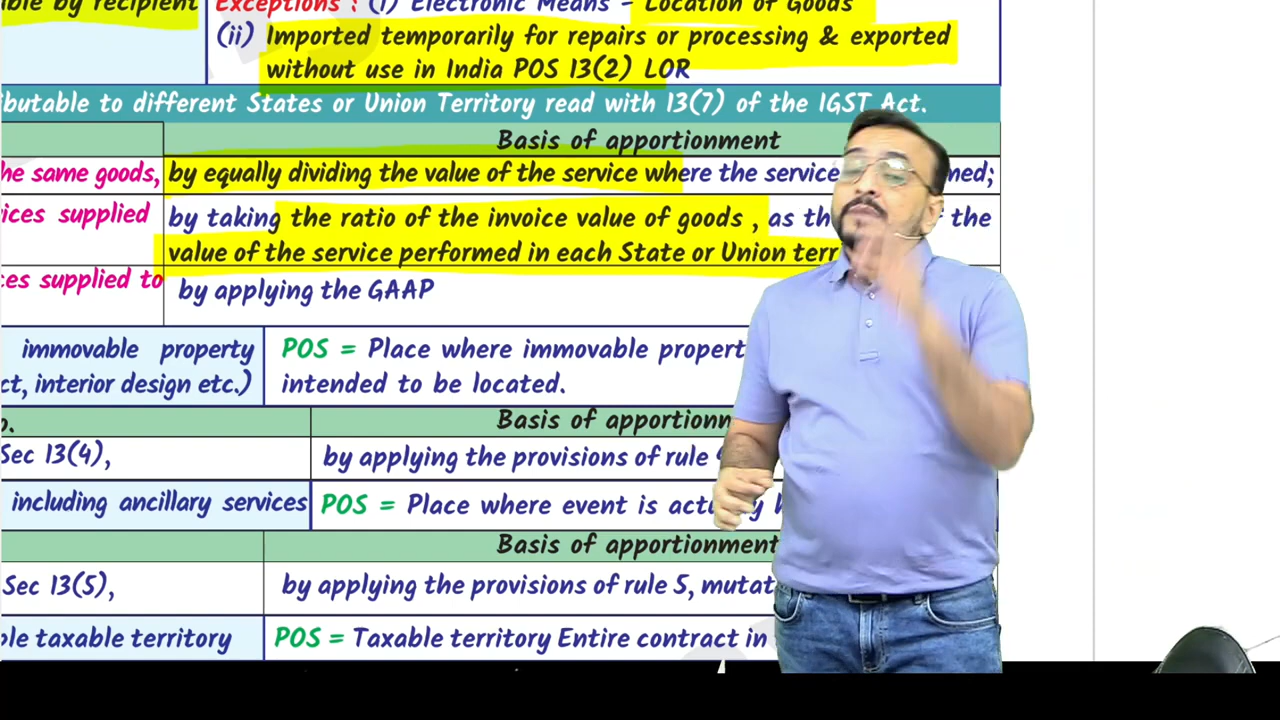 ible by recipient
Exceptions : (i) Electronic Means - Location of Goods
(ii) Imported temporarily for repairs or processing & exported
without use in India POS 13(2) LOR
ibutable to different States or Union Territory read with 13(7) of the IGST Act.
Basis of apportionment
he same goods,
by equally dividing the value of the service where the service med;
ices supplied
by taking the ratio of the invoice value of goods , as the
value of the service performed in each State or Union terr
ces supplied to
by applying the GAAP
immovable property
ct, interior design etc.)
POS = Place where immovable propert
intended to be located.
o.
Basis of apportionm
Sec 13(4),
by applying the provisions of rule
including ancillary services
POS = Place where event is actu
Basis of apportionment
Sec 13(5),
by applying the provisions of rule 5, mutat
ble taxable territory
POS = Taxable territory Entire contract in